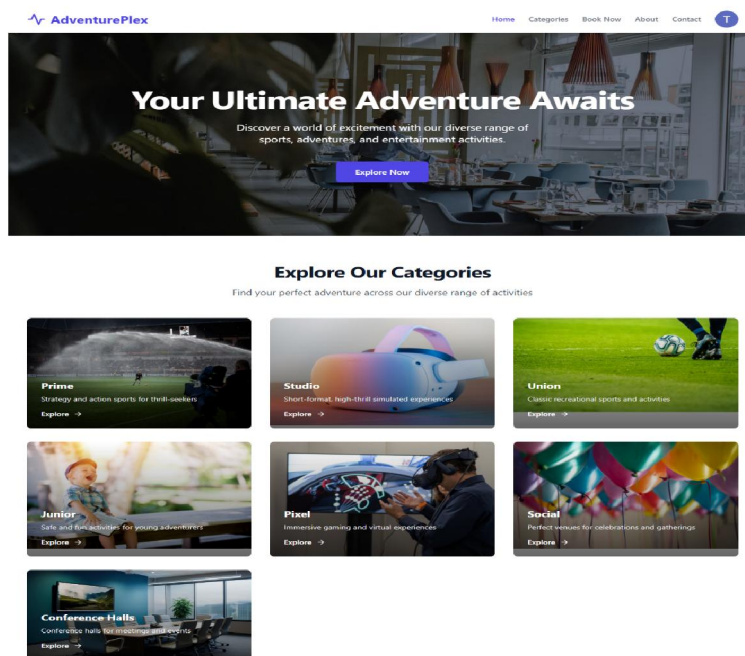 AdventurePlex
Home Categories Book Now About Contact T
Your Ultimate Adventure Awaits
Discover a world of excitement with our diverse range of
sports, adventures, and entertainment activities.
Explore Now
Explore Our Categories
Find your perfect adventure across our diverse range of activities
Prime
Strategy and action sports for thrill-seekers
Explore →
Studio
Short-format, high-thrill simulated experiences
Explore →
Union
Classic recreational sports and activities
Explore →
Junior
Safe and fun activities for young adventurers
Explore →
Pixel
Immersive gaming and virtual experiences
Explore →
Social
Perfect venues for celebrations and gatherings
Explore →
Conference Halls
Conference halls for meetings and events
Explore →